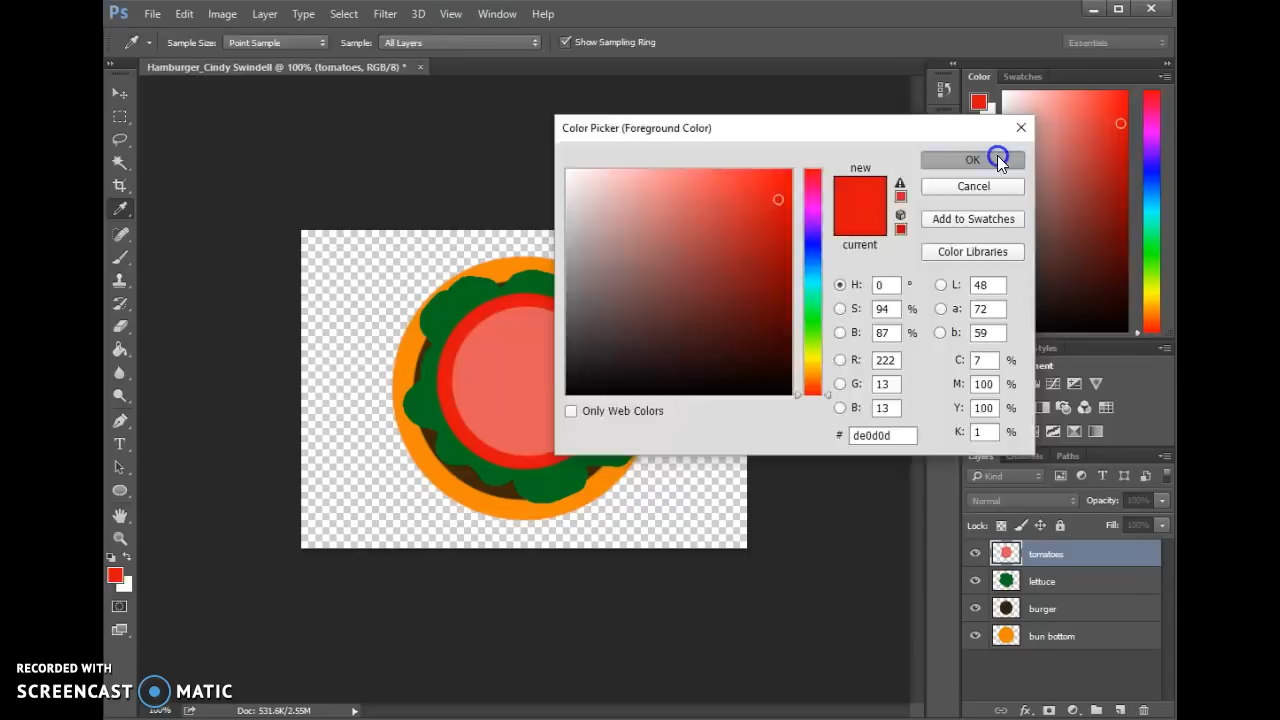 Ps File Edit Image Layer Type Select Filter 3D View Window Help
Sample Size: Point Sample Sample: All Layers Show Sampling Ring Essentials
Hamburger_Cindy Swindell @ 100% (tomatoes, RGB/8) * ×
Color Swatches
Color Picker (Foreground Color)
new
current
OK
Cancel
Add to Swatches
Color Libraries
H: 0 ° L: 48
S: 94 % a: 72
B: 87 % b: 59
R: 222 C: 7 %
G: 13 M: 100 %
B: 13 Y: 100 %
# de0d0d K: 1 %
Only Web Colors
tyles
ment
Layers Channels Paths
Kind
Normal Opacity: 100%
Lock: Fill: 100%
tomatoes
lettuce
burger
bun bottom
T
100% Doc: 531.6K/2.55M
fx
RECORDED WITH
SCREENCAST MATIC